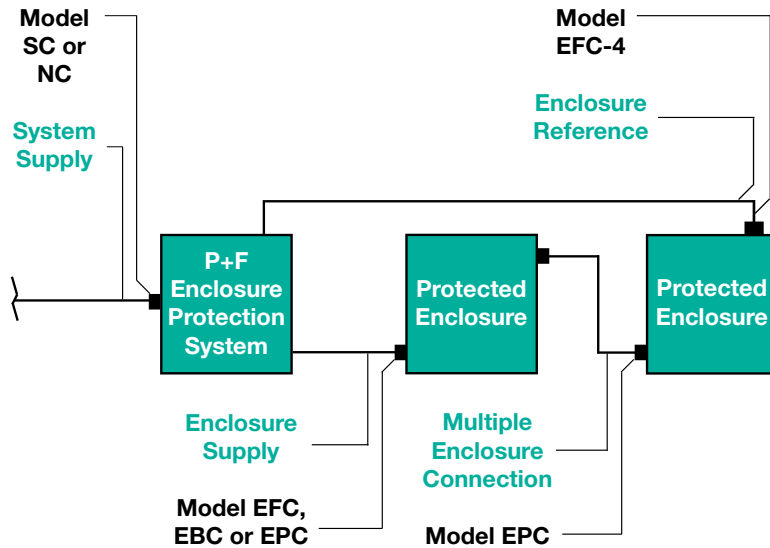 Model
SC or
NC
Model
EFC-4
System
Supply
Enclosure
Reference
P+F
Enclosure
Protection
System
Protected
Enclosure
Protected
Enclosure
Enclosure
Supply
Multiple
Enclosure
Connection
Model EFC,
EBC or EPC
Model EPC